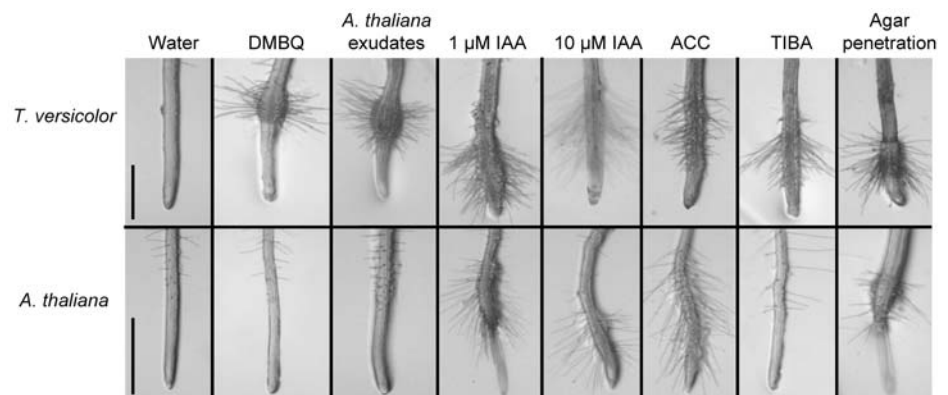 Water DMBQ A. thaliana exudates 1 µM IAA 10 µM IAA ACC TIBA Agar penetration
T. versicolor
A. thaliana